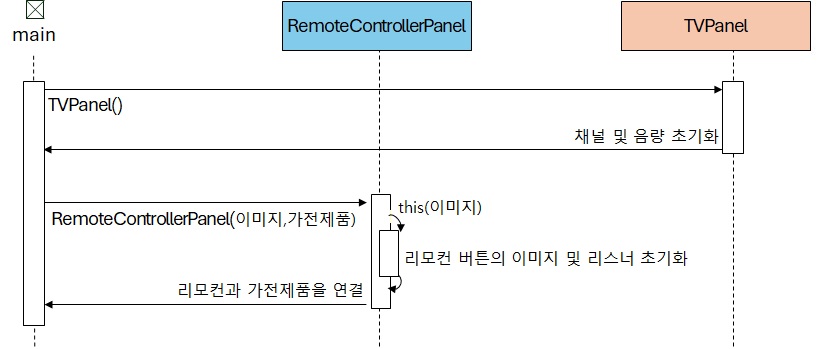 main
RemoteControllerPanel
TVPanel
TVPanel()
채널 및 음량 초기화
this(이미지)
RemoteControllerPanel(이미지,가전제품)
리모컨 버튼의 이미지 및 리스너 초기화
리모컨과 가전제품을 연결